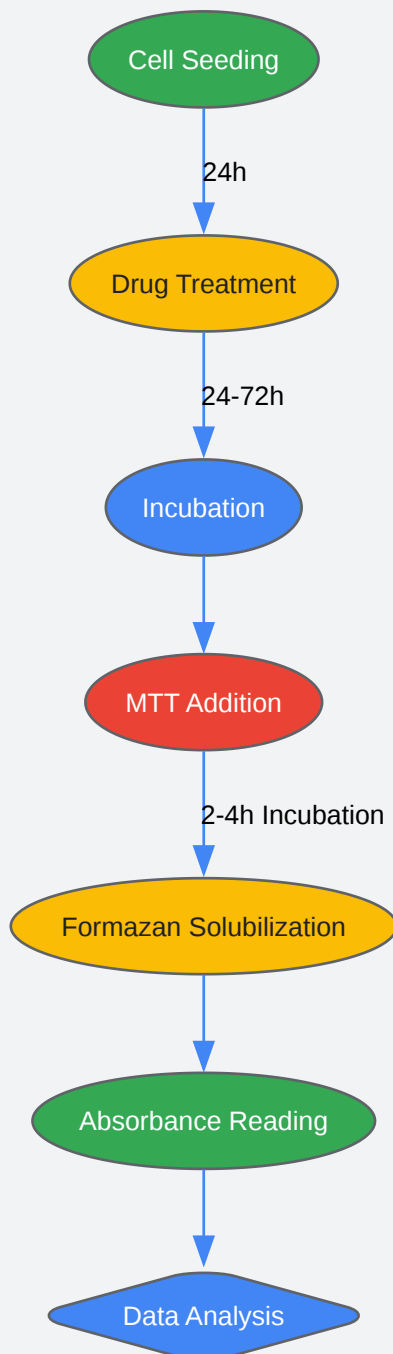 Cell Seeding
24h
Drug Treatment
24-72h
Incubation
MTT Addition
2-4h Incubation
Formazan Solubilization
Absorbance Reading
Data Analysis